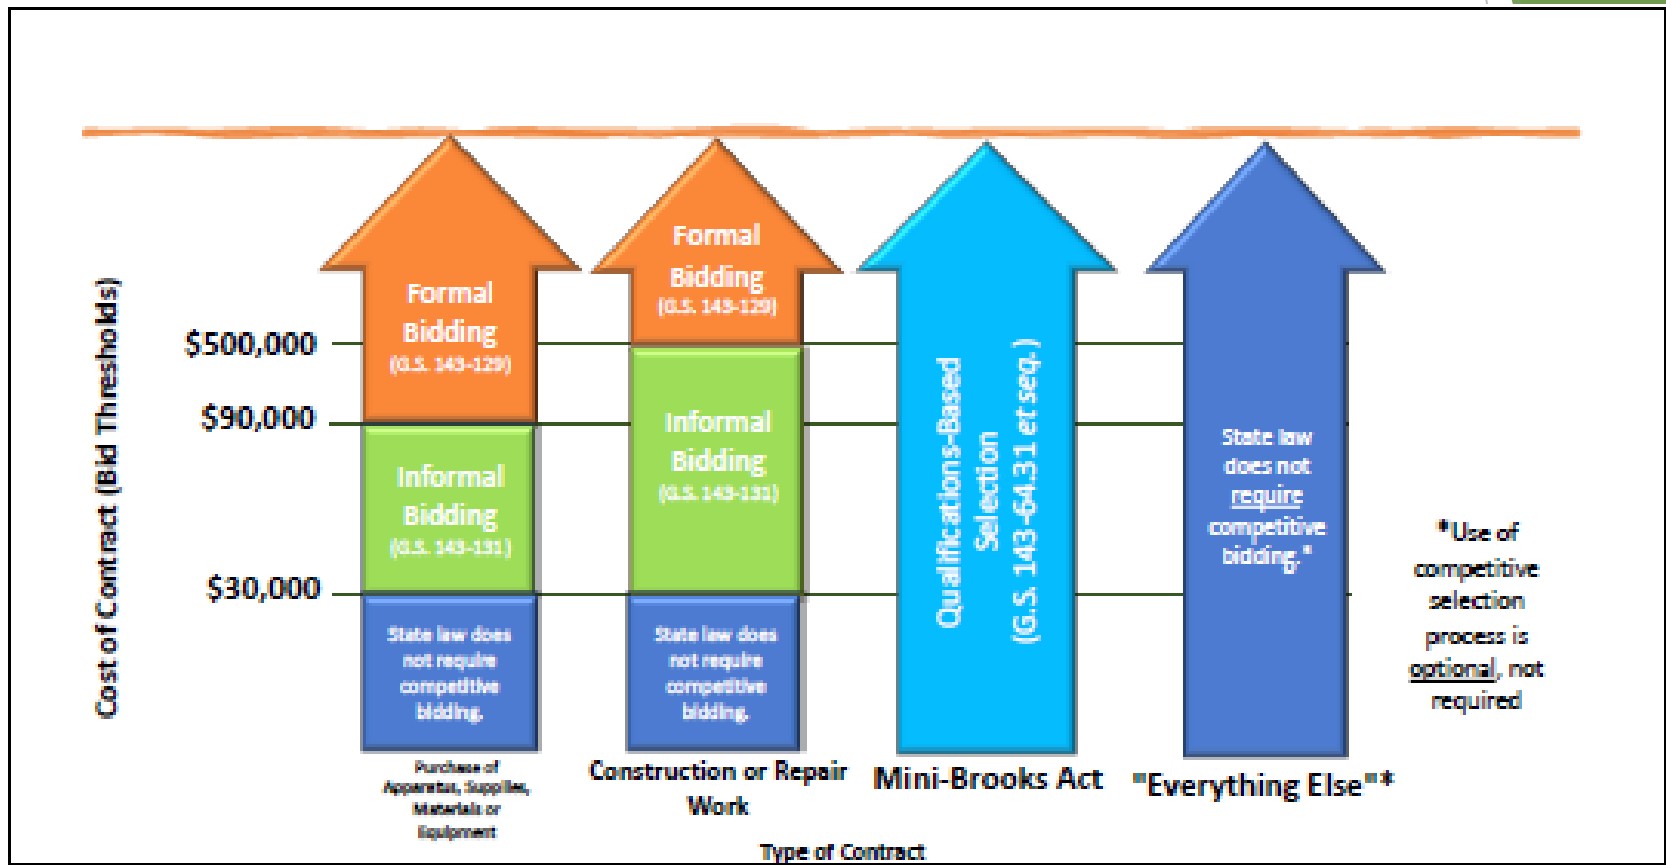 Cost of Contract (Bid Thresholds)
$500,000
$90,000
$30,000
Formal
Bidding
(G.S. 143-129)
Informal
Bidding
(G.S. 143-131)
State law does
not require
competitive
bidding.
Purchase of
Apparatus, Supplies,
Materials or
Equipment
Formal
Bidding
(G.S. 143-129)
Informal
Bidding
(G.S. 143-131)
State law does
not require
competitive
bidding.
Construction or Repair
Work
Qualifications-Based
Selection
(G.S. 143-64.31 et seq.)
Mini-Brooks Act
State law
does not
require
competitive
bidding.*
"Everything Else"*
*Use of
competitive
selection
process is
optional, not
required
Type of Contract